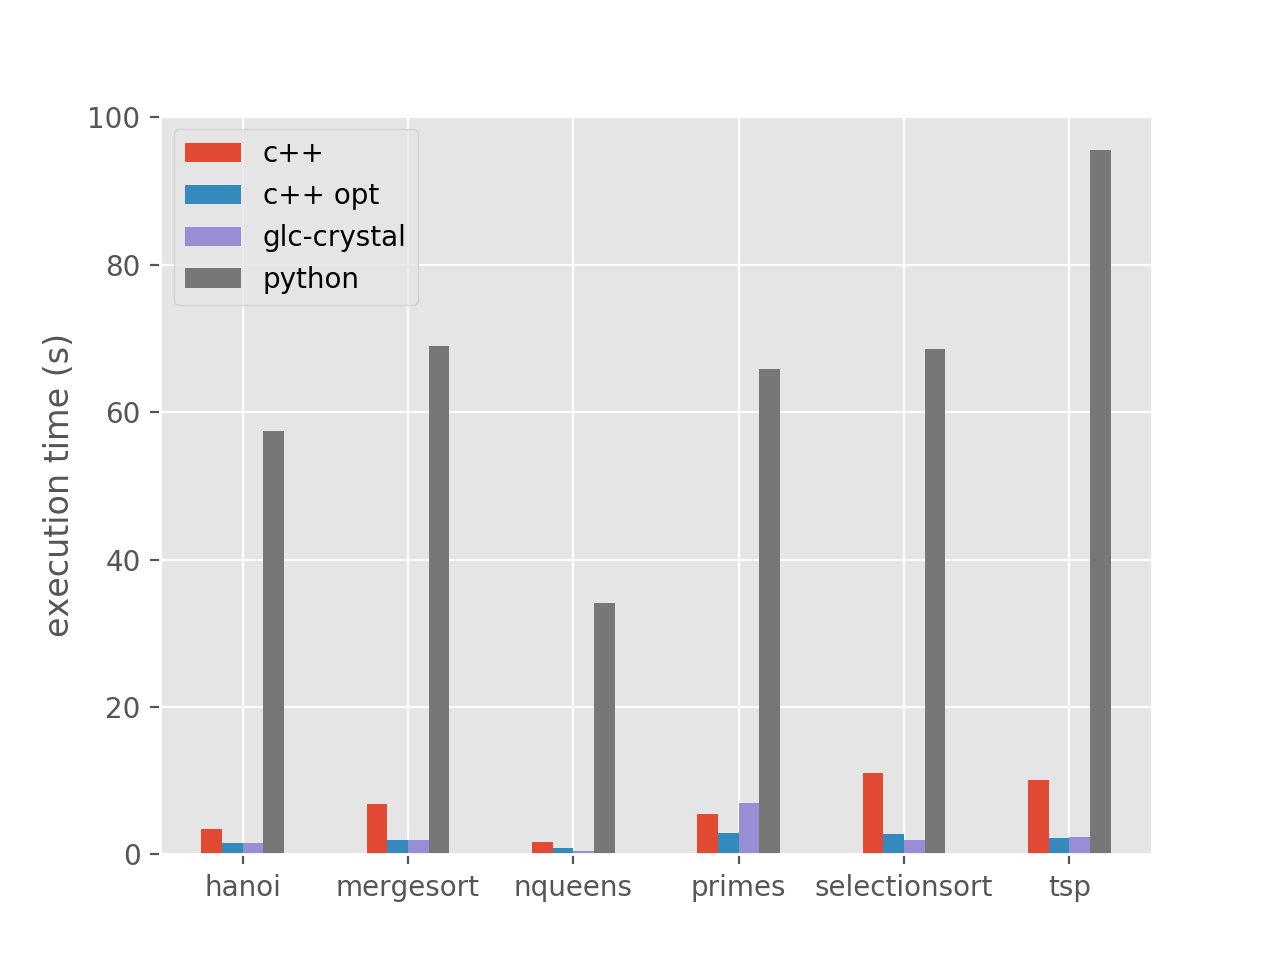 100
80
60
40
20
0
execution time (s)
c++
c++ opt
glc-crystal
python
hanoi mergesort nqueens primes selectionsort tsp